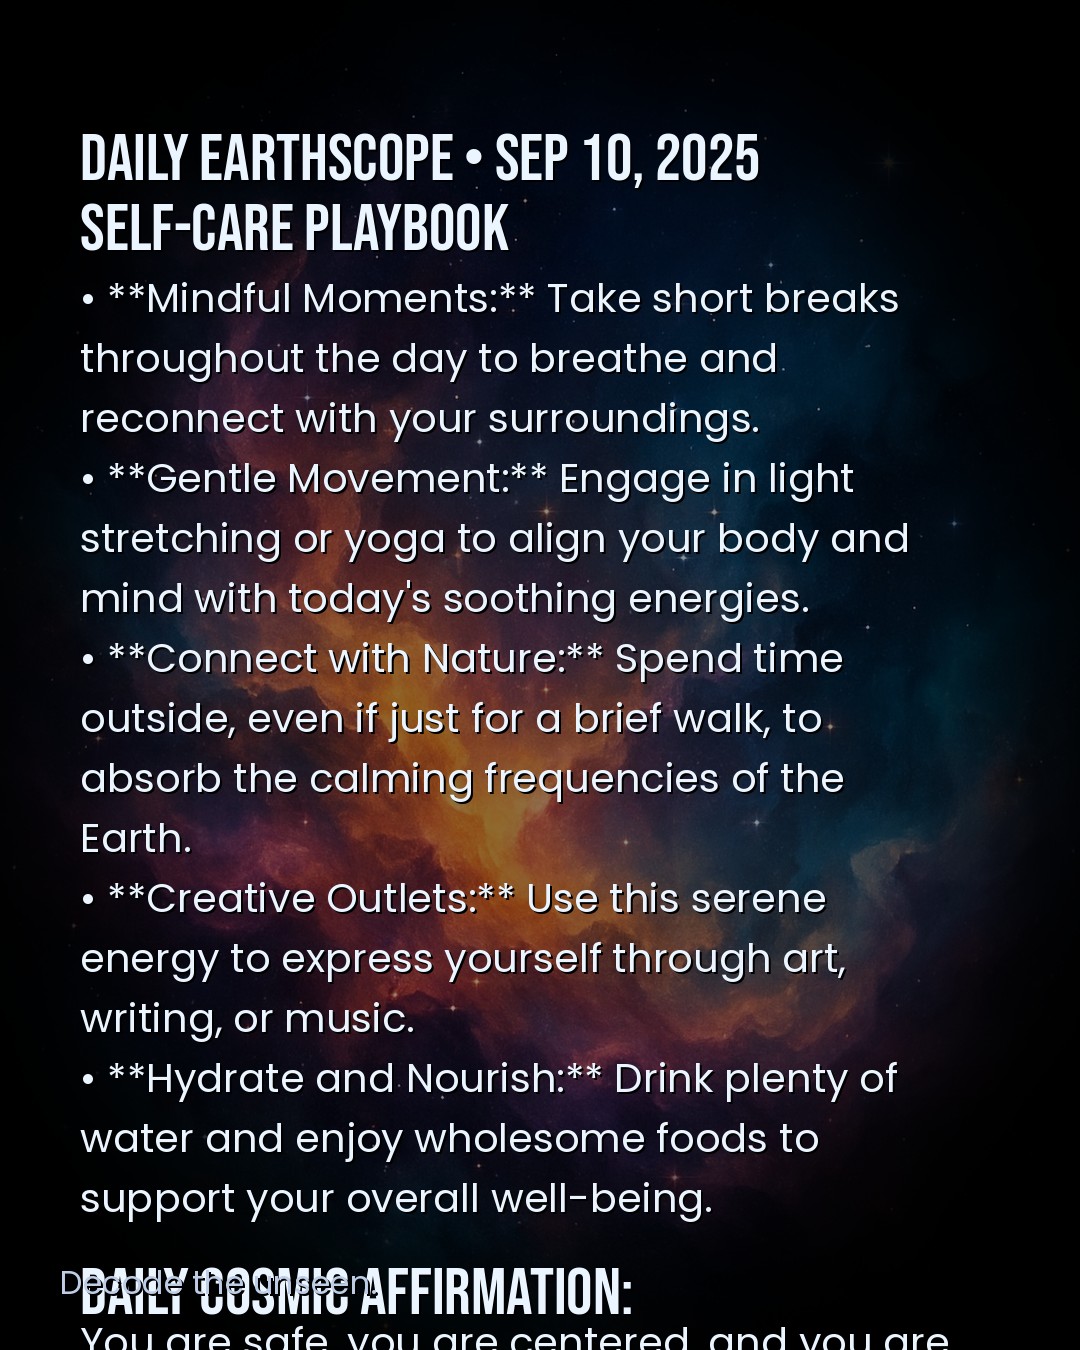 DAILY EARTHSCOPE • SEP 10, 2025
SELF-CARE PLAYBOOK
• **Mindful Moments:** Take short breaks
throughout the day to breathe and
reconnect with your surroundings.
• **Gentle Movement:** Engage in light
stretching or yoga to align your body and
mind with today's soothing energies.
• **Connect with Nature:** Spend time
outside, even if just for a brief walk, to
absorb the calming frequencies of the
Earth.
• **Creative Outlets:** Use this serene
energy to express yourself through art,
writing, or music.
• **Hydrate and Nourish:** Drink plenty of
water and enjoy wholesome foods to
support your overall well-being.
DAILY COSMIC AFFIRMATION:
Decode the unseen.
You are safe, you are centered, and you are